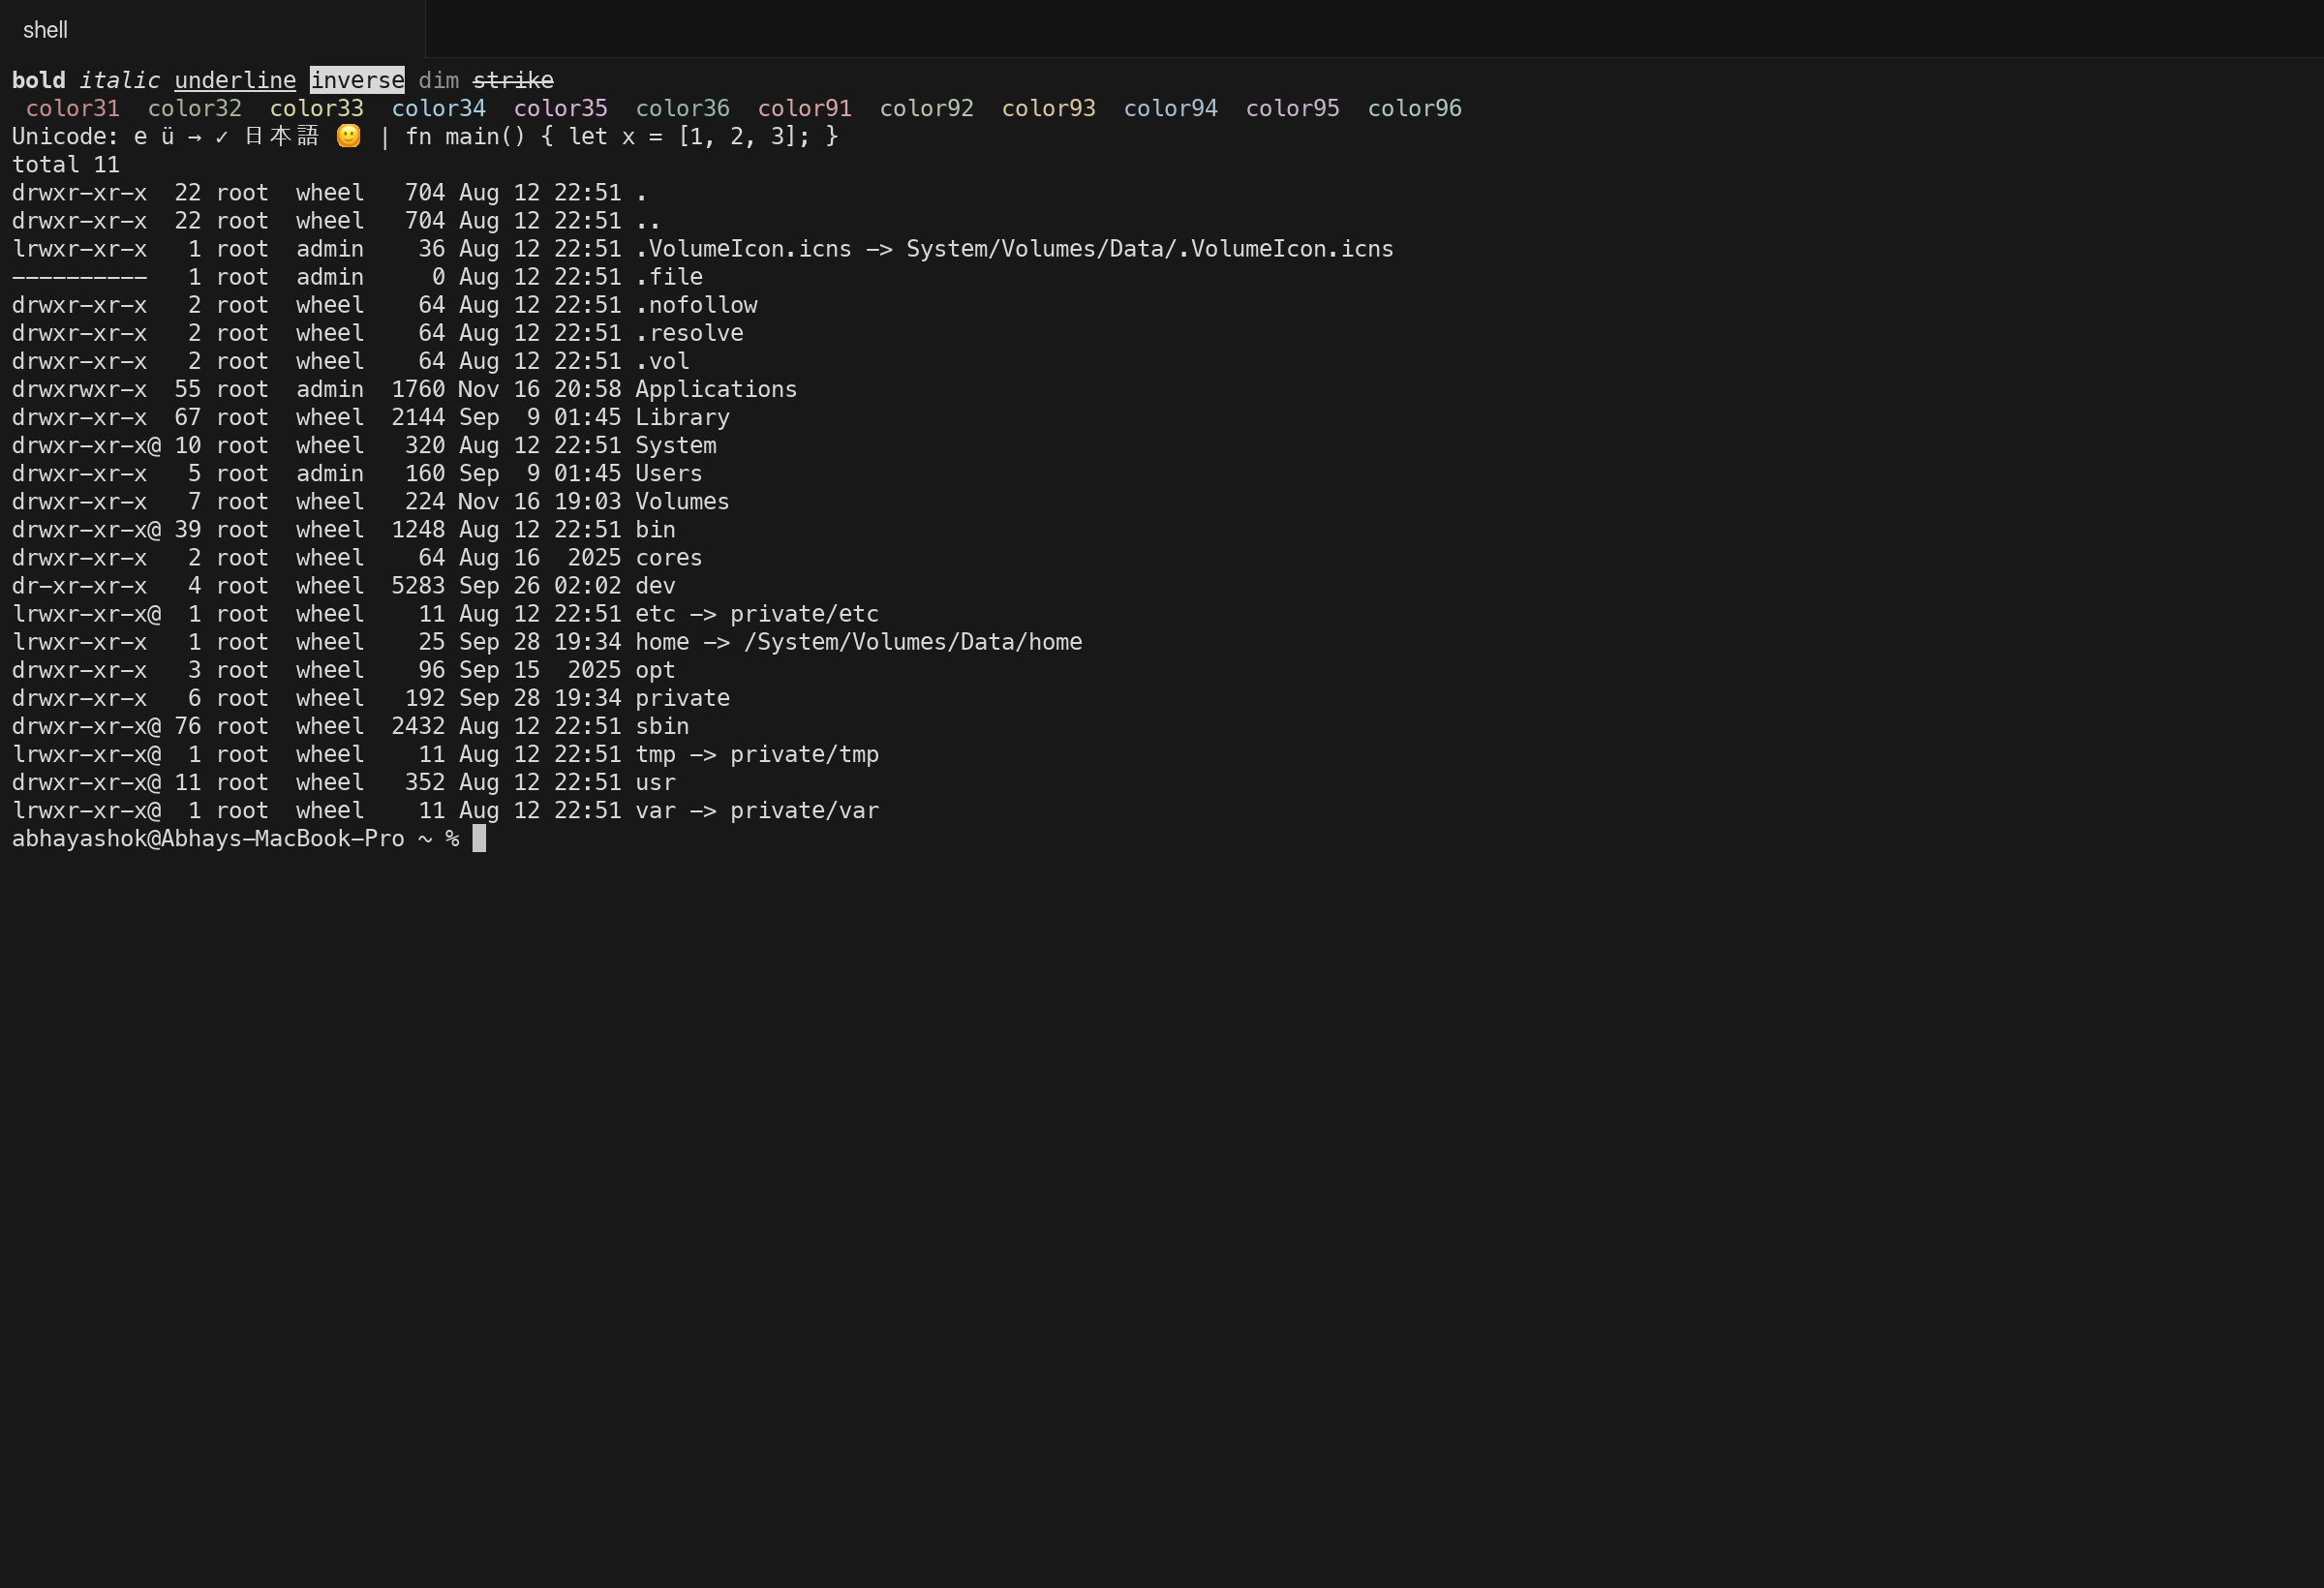 shell
bold italic underline inverse dim strike
 color31  color32  color33  color34  color35  color36  color91  color92  color93  color94  color95  color96
Unicode: e ü → ✓ 日本語 🙂 | fn main() { let x = [1, 2, 3]; }
total 11
drwxr-xr-x  22 root  wheel   704 Aug 12 22:51 .
drwxr-xr-x  22 root  wheel   704 Aug 12 22:51 ..
lrwxr-xr-x   1 root  admin    36 Aug 12 22:51 .VolumeIcon.icns -> System/Volumes/Data/.VolumeIcon.icns
----------   1 root  admin     0 Aug 12 22:51 .file
drwxr-xr-x   2 root  wheel    64 Aug 12 22:51 .nofollow
drwxr-xr-x   2 root  wheel    64 Aug 12 22:51 .resolve
drwxr-xr-x   2 root  wheel    64 Aug 12 22:51 .vol
drwxrwxr-x  55 root  admin  1760 Nov 16 20:58 Applications
drwxr-xr-x  67 root  wheel  2144 Sep  9 01:45 Library
drwxr-xr-x@ 10 root  wheel   320 Aug 12 22:51 System
drwxr-xr-x   5 root  admin   160 Sep  9 01:45 Users
drwxr-xr-x   7 root  wheel   224 Nov 16 19:03 Volumes
drwxr-xr-x@ 39 root  wheel  1248 Aug 12 22:51 bin
drwxr-xr-x   2 root  wheel    64 Aug 16  2025 cores
dr-xr-xr-x   4 root  wheel  5283 Sep 26 02:02 dev
lrwxr-xr-x@  1 root  wheel    11 Aug 12 22:51 etc -> private/etc
lrwxr-xr-x   1 root  wheel    25 Sep 28 19:34 home -> /System/Volumes/Data/home
drwxr-xr-x   3 root  wheel    96 Sep 15  2025 opt
drwxr-xr-x   6 root  wheel   192 Sep 28 19:34 private
drwxr-xr-x@ 76 root  wheel  2432 Aug 12 22:51 sbin
lrwxr-xr-x@  1 root  wheel    11 Aug 12 22:51 tmp -> private/tmp
drwxr-xr-x@ 11 root  wheel   352 Aug 12 22:51 usr
lrwxr-xr-x@  1 root  wheel    11 Aug 12 22:51 var -> private/var
abhayashok@Abhays-MacBook-Pro ~ %